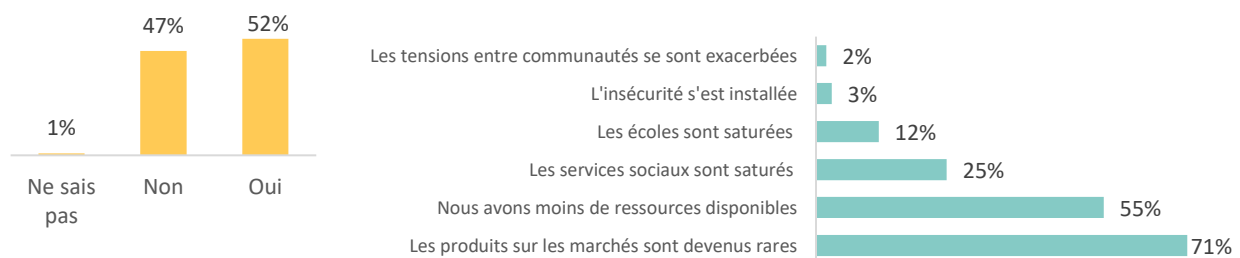 1%
47%
52%
Ne sais
pas
Non
Oui
Les tensions entre communautés se sont exacerbées 2%
L'insécurité s'est installée 3%
Les écoles sont saturées 12%
Les services sociaux sont saturés 25%
Nous avons moins de ressources disponibles 55%
Les produits sur les marchés sont devenus rares 71%